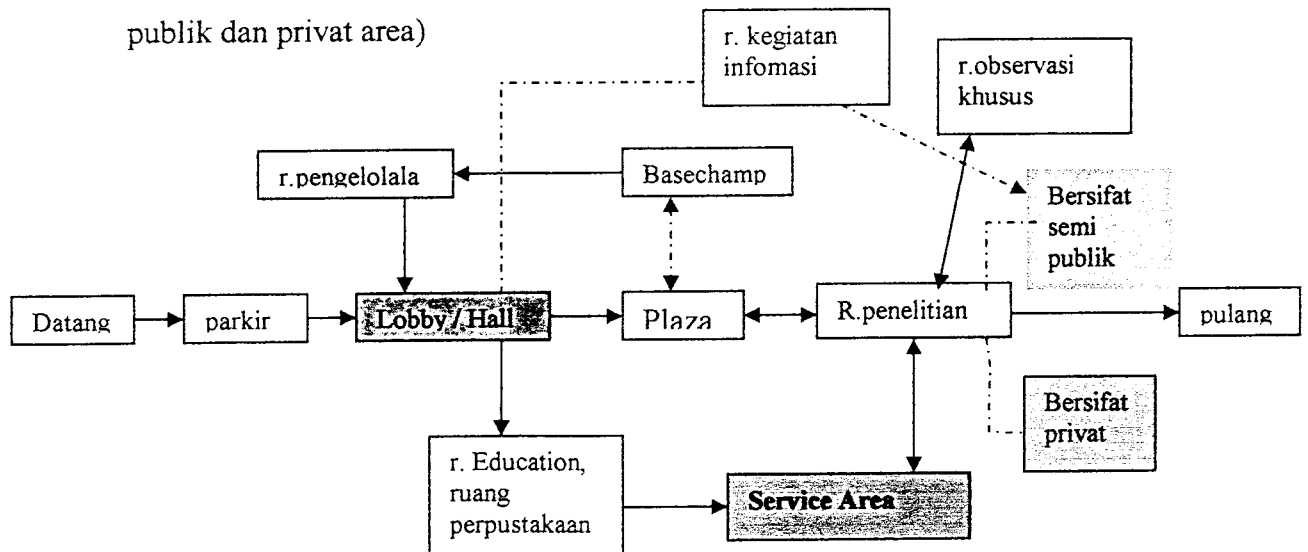 publik dan privat area)
r. kegiatan
infomasi
r.observasi
khusus
r.pengelolala
Basechamp
Bersifat
semi
publik
Datang
parkir
Lobby / Hall
Plaza
R.penelitian
pulang
Bersifat
privat
r. Education,
ruang
perpustakaan
Service Area